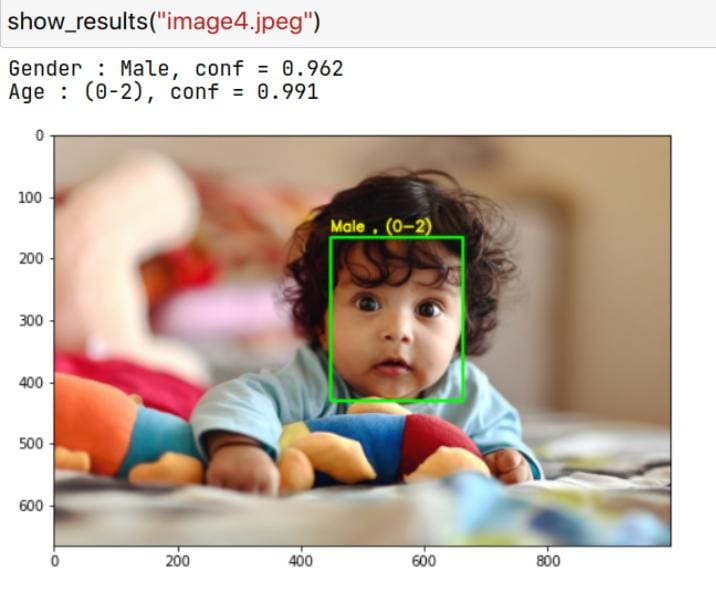 show_results("image4.jpeg")
Gender : Male, conf = 0.962
Age : (0-2), conf = 0.991
0
100
200
300
400
500
600
Male , (0-2)
0 200 400 600 800